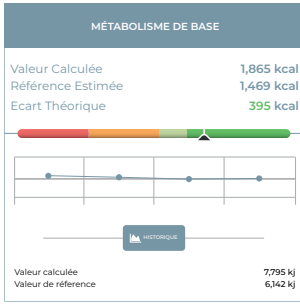 MÉTABOLISME DE BASE
Valeur Calculée 1,865 kcal
Référence Estimée 1,469 kcal
Ecart Théorique 395 kcal
HISTORIQUE
Valeur calculée 7,795 kj
Valeur de réference 6,142 kj